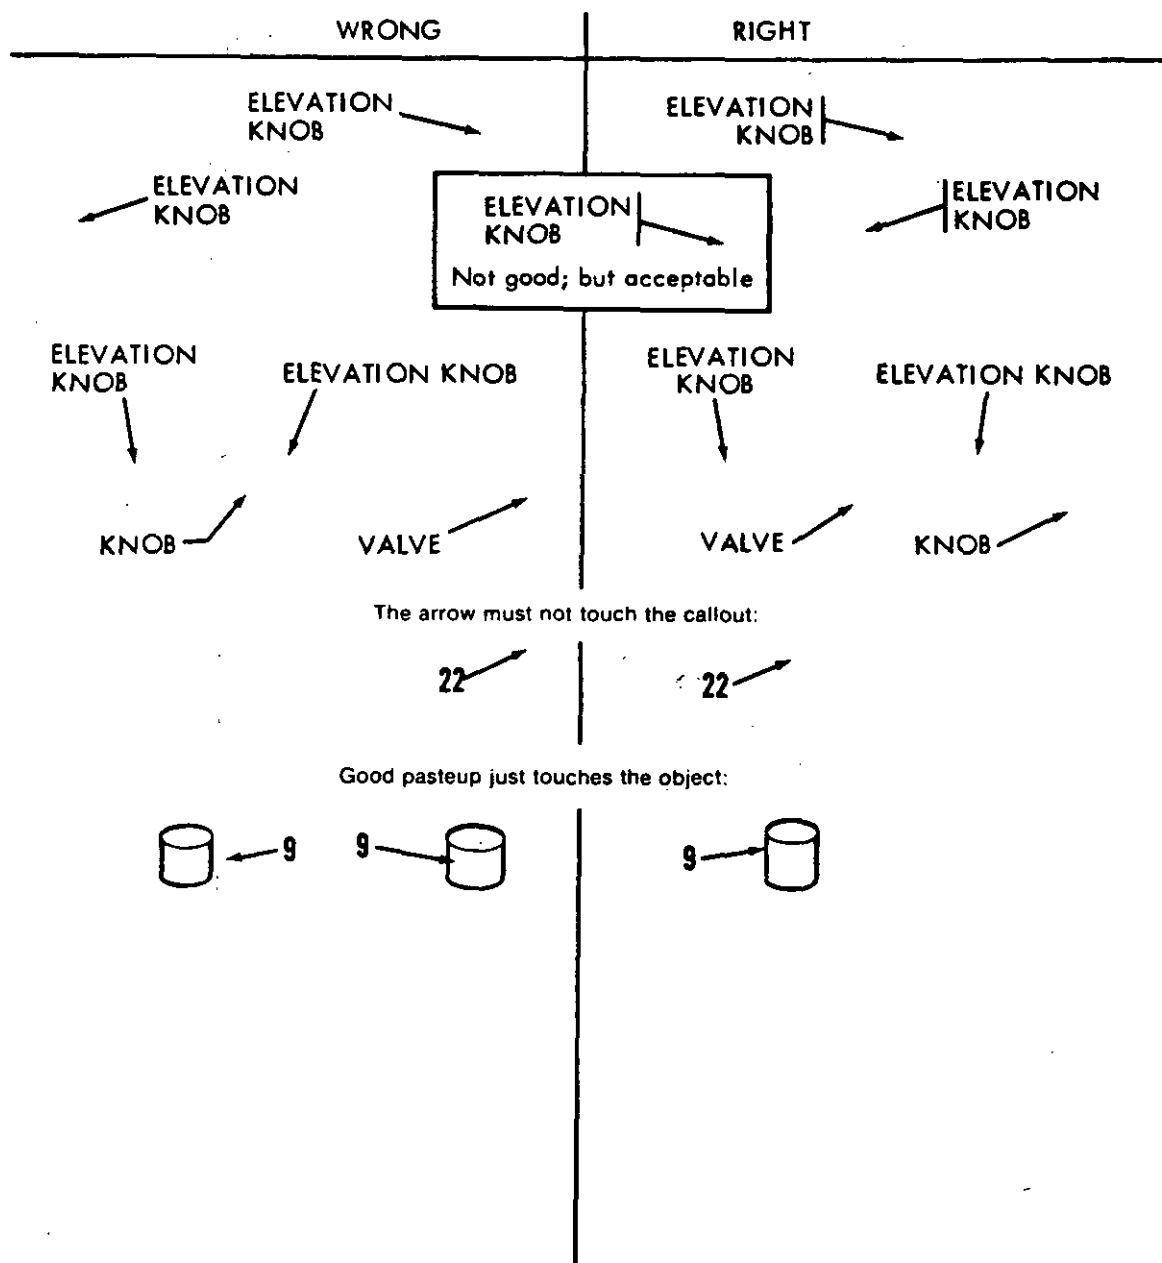 WRONG
RIGHT
ELEVATION
KNOB
ELEVATION
KNOB
ELEVATION
KNOB
ELEVATION
KNOB
Not good; but acceptable
ELEVATION
KNOB
ELEVATION
KNOB
ELEVATION KNOB
ELEVATION
KNOB
ELEVATION KNOB
KNOB
VALVE
VALVE
KNOB
The arrow must not touch the callout:
22
22
Good pasteup just touches the object:
9
9
9